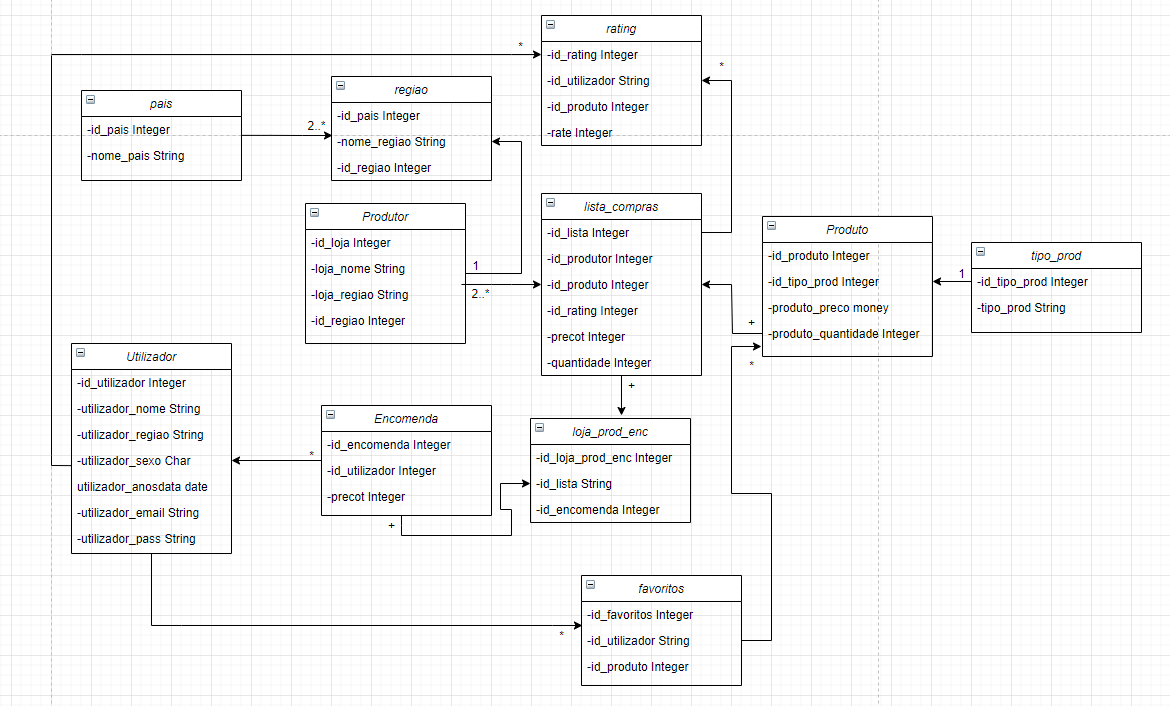 rating
-id_rating Integer
-id_utilizador String
-id_produto Integer
-rate Integer
*
*
pais
-id_pais Integer
-nome_pais String
2..*
regiao
-id_pais Integer
-nome_regiao String
-id_regiao Integer
Produtor
-id_loja Integer
-loja_nome String
-loja_regiao String
-id_regiao Integer
1
2..*
lista_compras
-id_lista Integer
-id_produtor Integer
-id_produto Integer
-id_rating Integer
-precot Integer
-quantidade Integer
+
Produto
-id_produto Integer
-id_tipo_prod Integer
-produto_preco money
-produto_quantidade Integer
+
*
1
tipo_prod
-id_tipo_prod Integer
-tipo_prod String
Utilizador
-id_utilizador Integer
-utilizador_nome String
-utilizador_regiao String
-utilizador_sexo Char
utilizador_anosdata date
-utilizador_email String
-utilizador_pass String
*
Encomenda
-id_encomenda Integer
-id_utilizador Integer
-precot Integer
+
loja_prod_enc
-id_loja_prod_enc Integer
-id_lista String
-id_encomenda Integer
*
favoritos
-id_favoritos Integer
-id_utilizador String
-id_produto Integer